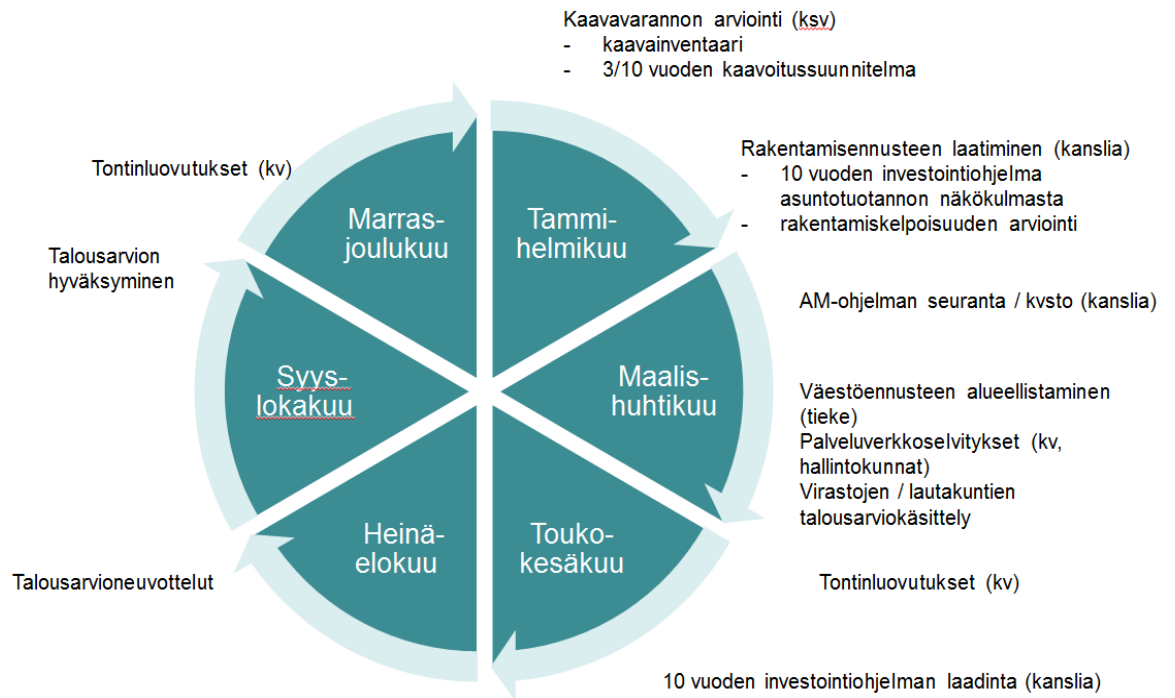 Kaavavarannon arviointi (ksv)
- kaavainventaari
- 3/10 vuoden kaavoitussuunnitelma
Rakentamisennusteen laatiminen (kanslia)
- 10 vuoden investointiohjelma
asuntotuotannon näkökulmasta
- rakentamiskelpoisuuden arviointi
AM-ohjelman seuranta / kvsto (kanslia)
Väestöennusteen alueellistaminen
(tieke)
Palveluverkkoselvitykset (kv,
hallintokunnat)
Virastojen / lautakuntien
talousarviokäsittely
Tontinluovutukset (kv)
10 vuoden investointiohjelman laadinta (kanslia)
Talousarvioneuvottelut
Talousarvion
hyväksyminen
Tontinluovutukset (kv)
Tammi-
helmikuu
Maalis-
huhtikuu
Touko-
kesäkuu
Heinä-
elokuu
Syys-
lokakuu
Marras-
joulukuu